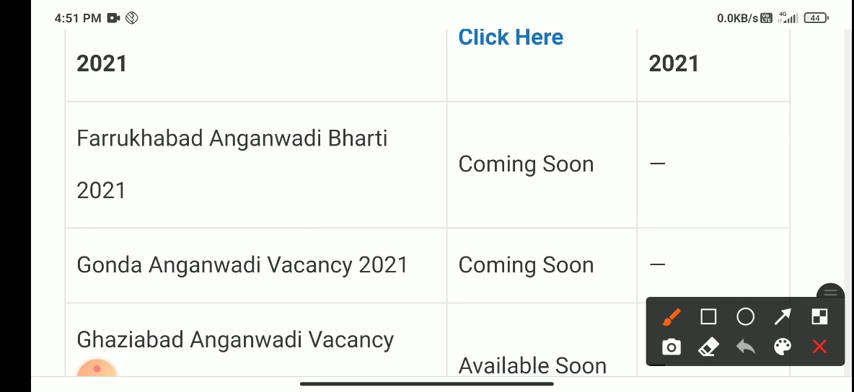 4:51 PM
0.0KB/s
4G
44
Click Here
2021
2021
Farrukhabad Anganwadi Bharti
2021
Coming Soon
—
Gonda Anganwadi Vacancy 2021
Coming Soon
—
Ghaziabad Anganwadi Vacancy
Available Soon